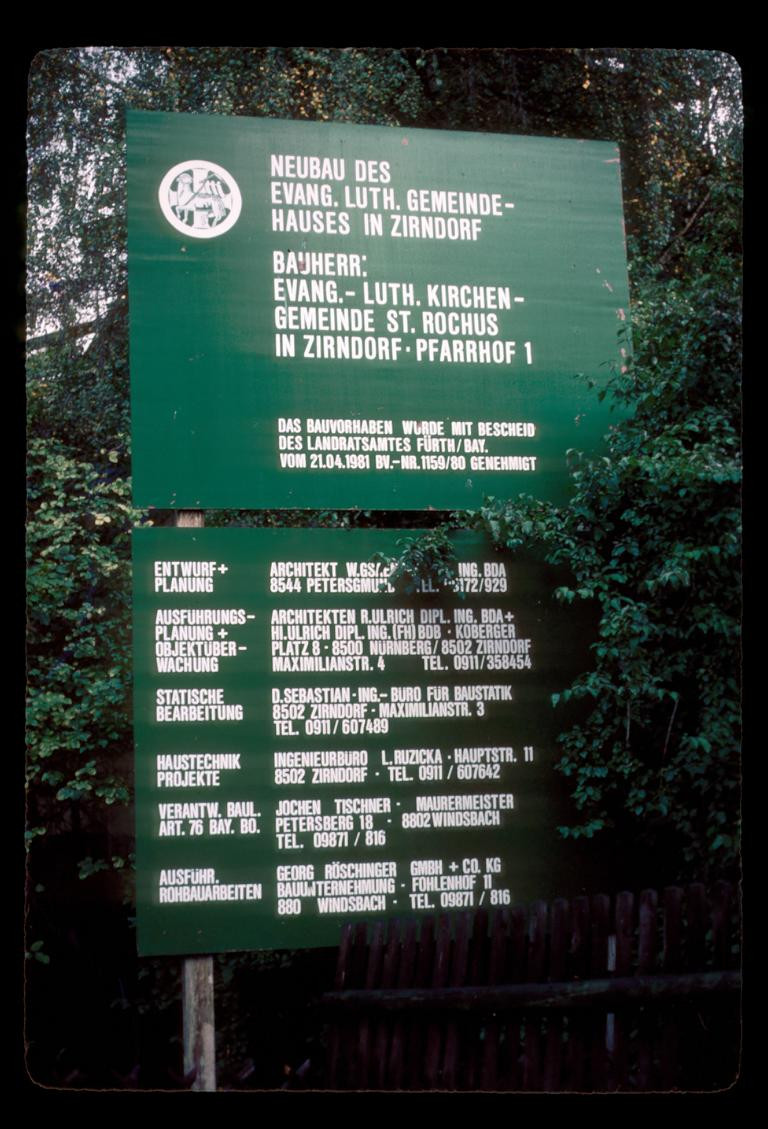 NEUBAU DES
EVANG. LUTH. GEMEINDE-
HAUSES IN ZIRNDORF
BAUHERR:
EVANG.- LUTH. KIRCHEN-
GEMEINDE ST. ROCHUS
IN ZIRNDORF · PFARRHOF 1
DAS BAUVORHABEN WURDE MIT BESCHEID
DES LANDRATSAMTES FÜRTH/BAY.
VOM 21.04.1981 BV.-NR.1159/80 GENEHMIGT
ENTWURF+
PLANUNG
ARCHITEKT ING. BDA
8544 PETERSGMÜND
AUSFÜHRUNGS-
PLANUNG +
OBJEKTÜBER-
WACHUNG
ARCHITEKTEN R.ULRICH DIPL. ING. BDA+
HJ.ULRICH DIPL. ING.(FH) BDB · KOBERGER
PLATZ 8 · 8500 NÜRNBERG/8502 ZIRNDORF
MAXIMILIANSTR. 4 TEL. 0911/358454
STATISCHE
BEARBEITUNG
D.SEBASTIAN·ING.- BÜRO FÜR BAUSTATIK
8502 ZIRNDORF · MAXIMILIANSTR. 3
TEL. 0911/607489
HAUSTECHNIK
PROJEKTE
INGENIEURBÜRO L.RUZICKA · HAUPTSTR. 11
8502 ZIRNDORF · TEL. 0911 / 607642
VERANTW. BAUL.
ART. 76 BAY. BO.
JOCHEN TISCHNER · MAURERMEISTER
PETERSBERG 18 · 8802 WINDSBACH
TEL. 09871 / 816
AUSFÜHR.
ROHBAUARBEITEN
GEORG RÖSCHINGER GMBH + CO. KG
BAUUNTERNEHMUNG · FOHLENHOF 11
880 WINDSBACH · TEL. 09871 / 816